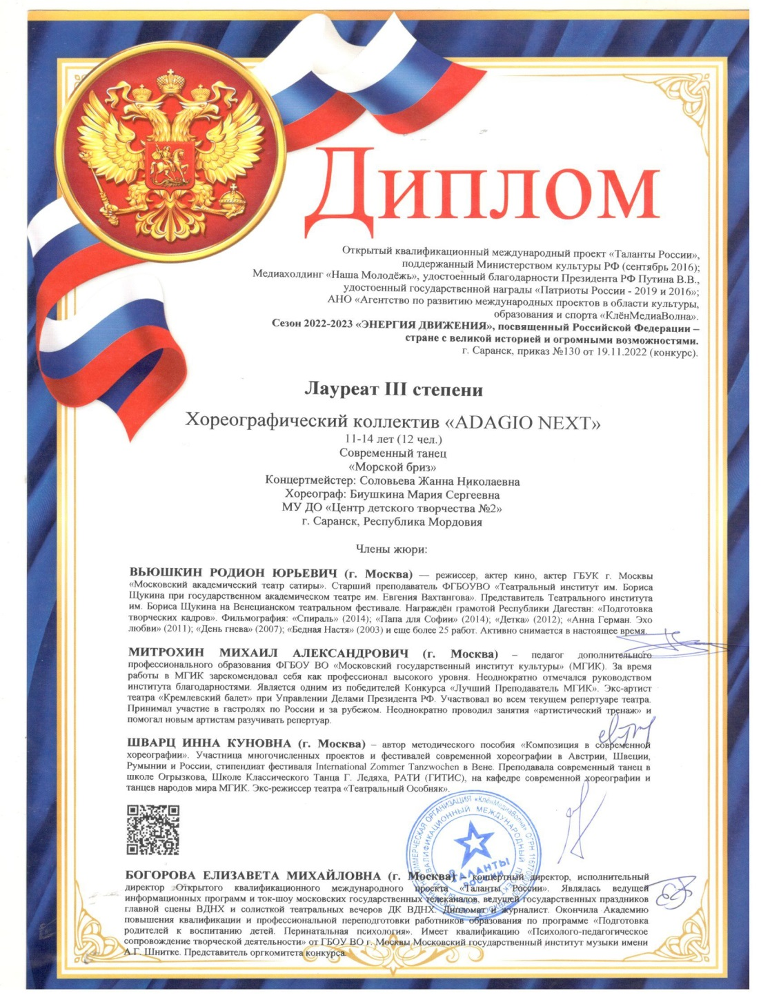 Диплом
Открытый квалификационный международный проект «Таланты России»,
поддержанный Министерством культуры РФ (сентябрь 2016);
Медиахолдинг «Наша Молодёжь», удостоенный благодарности Президента РФ Путина В.В.,
удостоенный государственной награды «Патриоты России - 2019 и 2016»;
АНО «Агентство по развитию международных проектов в области культуры,
образования и спорта «КлёнМедиаВолна».
Сезон 2022-2023 «ЭНЕРГИЯ ДВИЖЕНИЯ», посвященный Российской Федерации –
стране с великой историей и огромными возможностями.
г. Саранск, приказ №130 от 19.11.2022 (конкурс).
Лауреат III степени
Хореографический коллектив «ADAGIO NEXT»
11-14 лет (12 чел.)
Современный танец
«Морской бриз»
Концертмейстер: Соловьева Жанна Николаевна
Хореограф: Биушкина Мария Сергеевна
МУ ДО «Центр детского творчества №2»
г. Саранск, Республика Мордовия
Члены жюри:
ВЬЮШКИН РОДИОН ЮРЬЕВИЧ (г. Москва) — режиссер, актер кино, актер ГБУК г. Москвы
«Московский академический театр сатиры». Старший преподаватель ФГБОУВО «Театральный институт им. Бориса
Щукина при государственном академическом театре им. Евгения Вахтангова». Представитель Театрального института
им. Бориса Щукина на Венецианском театральном фестивале. Награждён грамотой Республики Дагестан: «Подготовка
творческих кадров». Фильмография: «Спираль» (2014); «Папа для Софии» (2014); «Детка» (2012); «Анна Герман. Эхо
любви» (2011); «День гнева» (2007); «Бедная Настя» (2003) и еще более 25 работ. Активно снимается в настоящее время.
МИТРОХИН МИХАИЛ АЛЕКСАНДРОВИЧ (г. Москва) – педагог дополнительного
профессионального образования ФГБОУ ВО «Московский государственный институт культуры» (МГИК). За время
работы в МГИК зарекомендовал себя как профессионал высокого уровня. Неоднократно отмечался руководством
института благодарностями. Является одним из победителей Конкурса «Лучший Преподаватель МГИК». Экс-артист
театра «Кремлевский балет» при Управлении Делами Президента РФ. Участвовал во всем текущем репертуаре театра.
Принимал участие в гастролях по России и за рубежом. Неоднократно проводил занятия «артистический тренаж» и
помогал новым артистам разучивать репертуар.
ШВАРЦ ИННА КУНОВНА (г. Москва) – автор методического пособия «Композиция в современной
хореографии». Участница многочисленных проектов и фестивалей современной хореографии в Австрии, Швеции,
Румынии и России, стипендиат фестиваля International Zommer Tanzwochen в Вене. Преподавала современный танец в
школе Огрызкова, Школе Классического Танца Г. Ледяха, РАТИ (ГИТИС), на кафедре современной хореографии и
танцев народов мира МГИК. Экс-режиссер театра «Театральный Особняк».
ТАЛАНТЫ
РОССИИ
БОГОРОВА ЕЛИЗАВЕТА МИХАЙЛОВНА (г. Москва) – концертный директор, исполнительный
директор Открытого квалификационного международного проекта «Таланты России». Являлась ведущей
информационных программ и ток-шоу московских государственных телеканалов, ведущей государственных праздников
главной сцены ВДНХ и солисткой театральных вечеров ДК ВДНХ. Дипломат и журналист. Окончила Академию
повышения квалификации и профессиональной переподготовки работников образования по программе «Подготовка
родителей к воспитанию детей. Перинатальная психология». Имеет квалификацию «Психолого-педагогическое
сопровождение творческой деятельности» от ГБОУ ВО г. Москвы Московский государственный институт музыки имени
А.Г. Шнитке. Представитель оргкомитета конкурса.